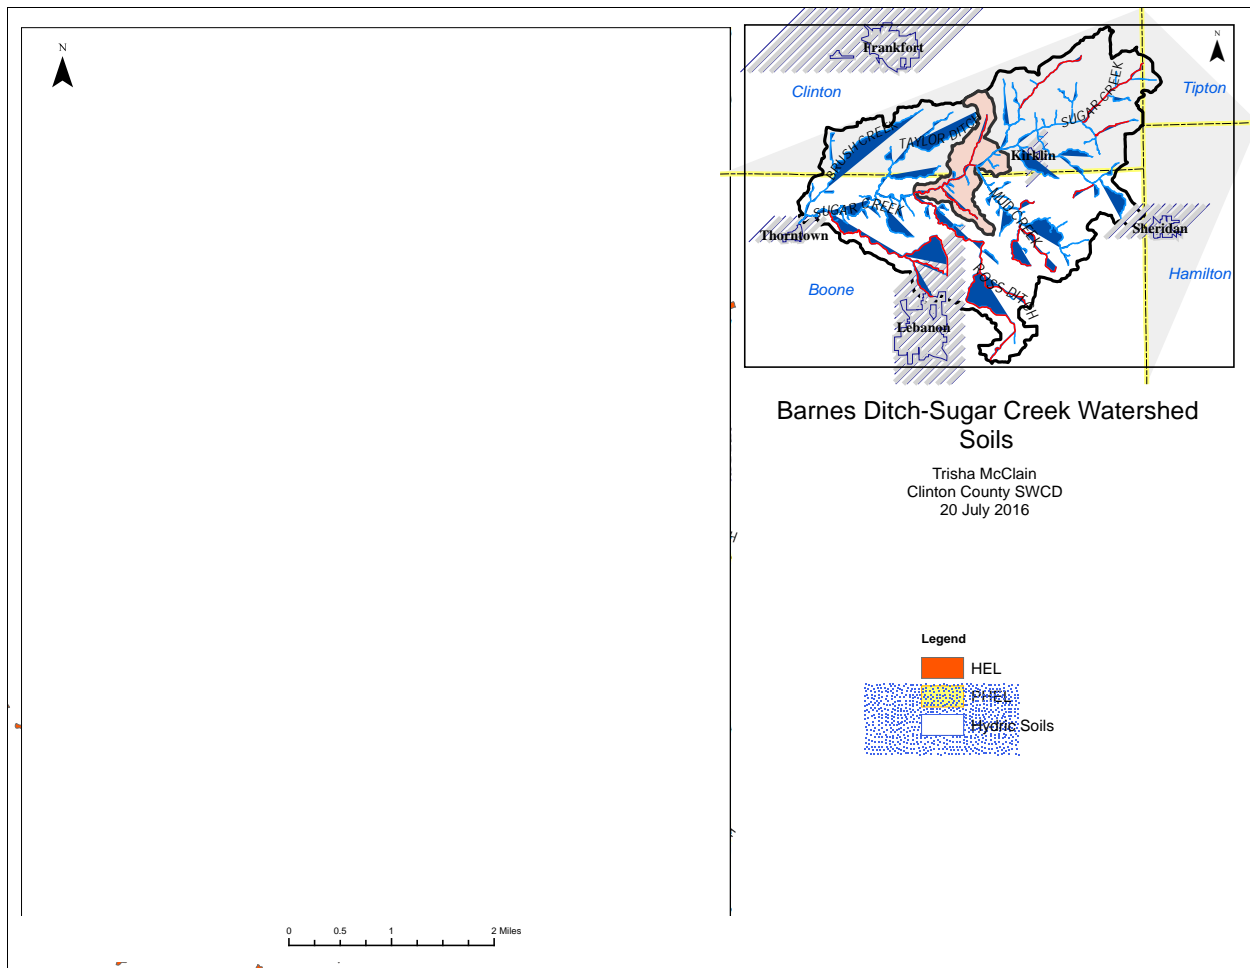 N
Frankfort
N
Clinton
Tipton
SUGAR CREEK
BRUSH CREEK
TAYLOR DITCH
Kirklin
SUGAR CREEK
MUD CREEK
Thorntown
Sheridan
Hamilton
Boone
ROSS DITCH
Lebanon
Barnes Ditch-Sugar Creek Watershed
Soils
Trisha McClain
Clinton County SWCD
20 July 2016
Legend
HEL
PHEL
Hydric Soils
0 0.5 1 2 Miles